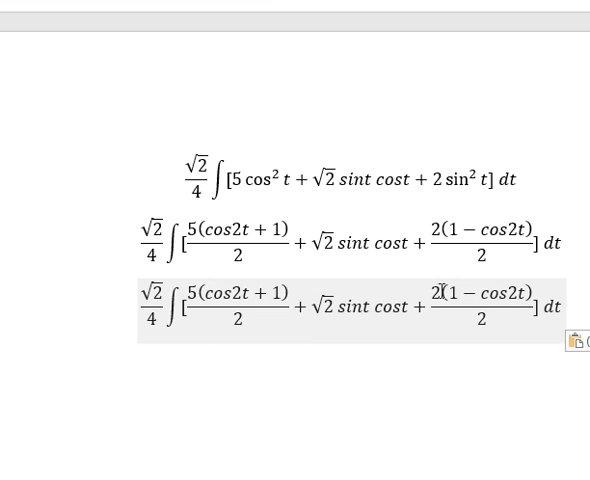 √2/4 ∫[5 cos² t + √2 sint cost + 2 sin² t] dt
√2/4 ∫[5(cos2t + 1)/2 + √2 sint cost + 2(1 − cos2t)/2] dt
√2/4 ∫[5(cos2t + 1)/2 + √2 sint cost + 2(1 − cos2t)/2] dt